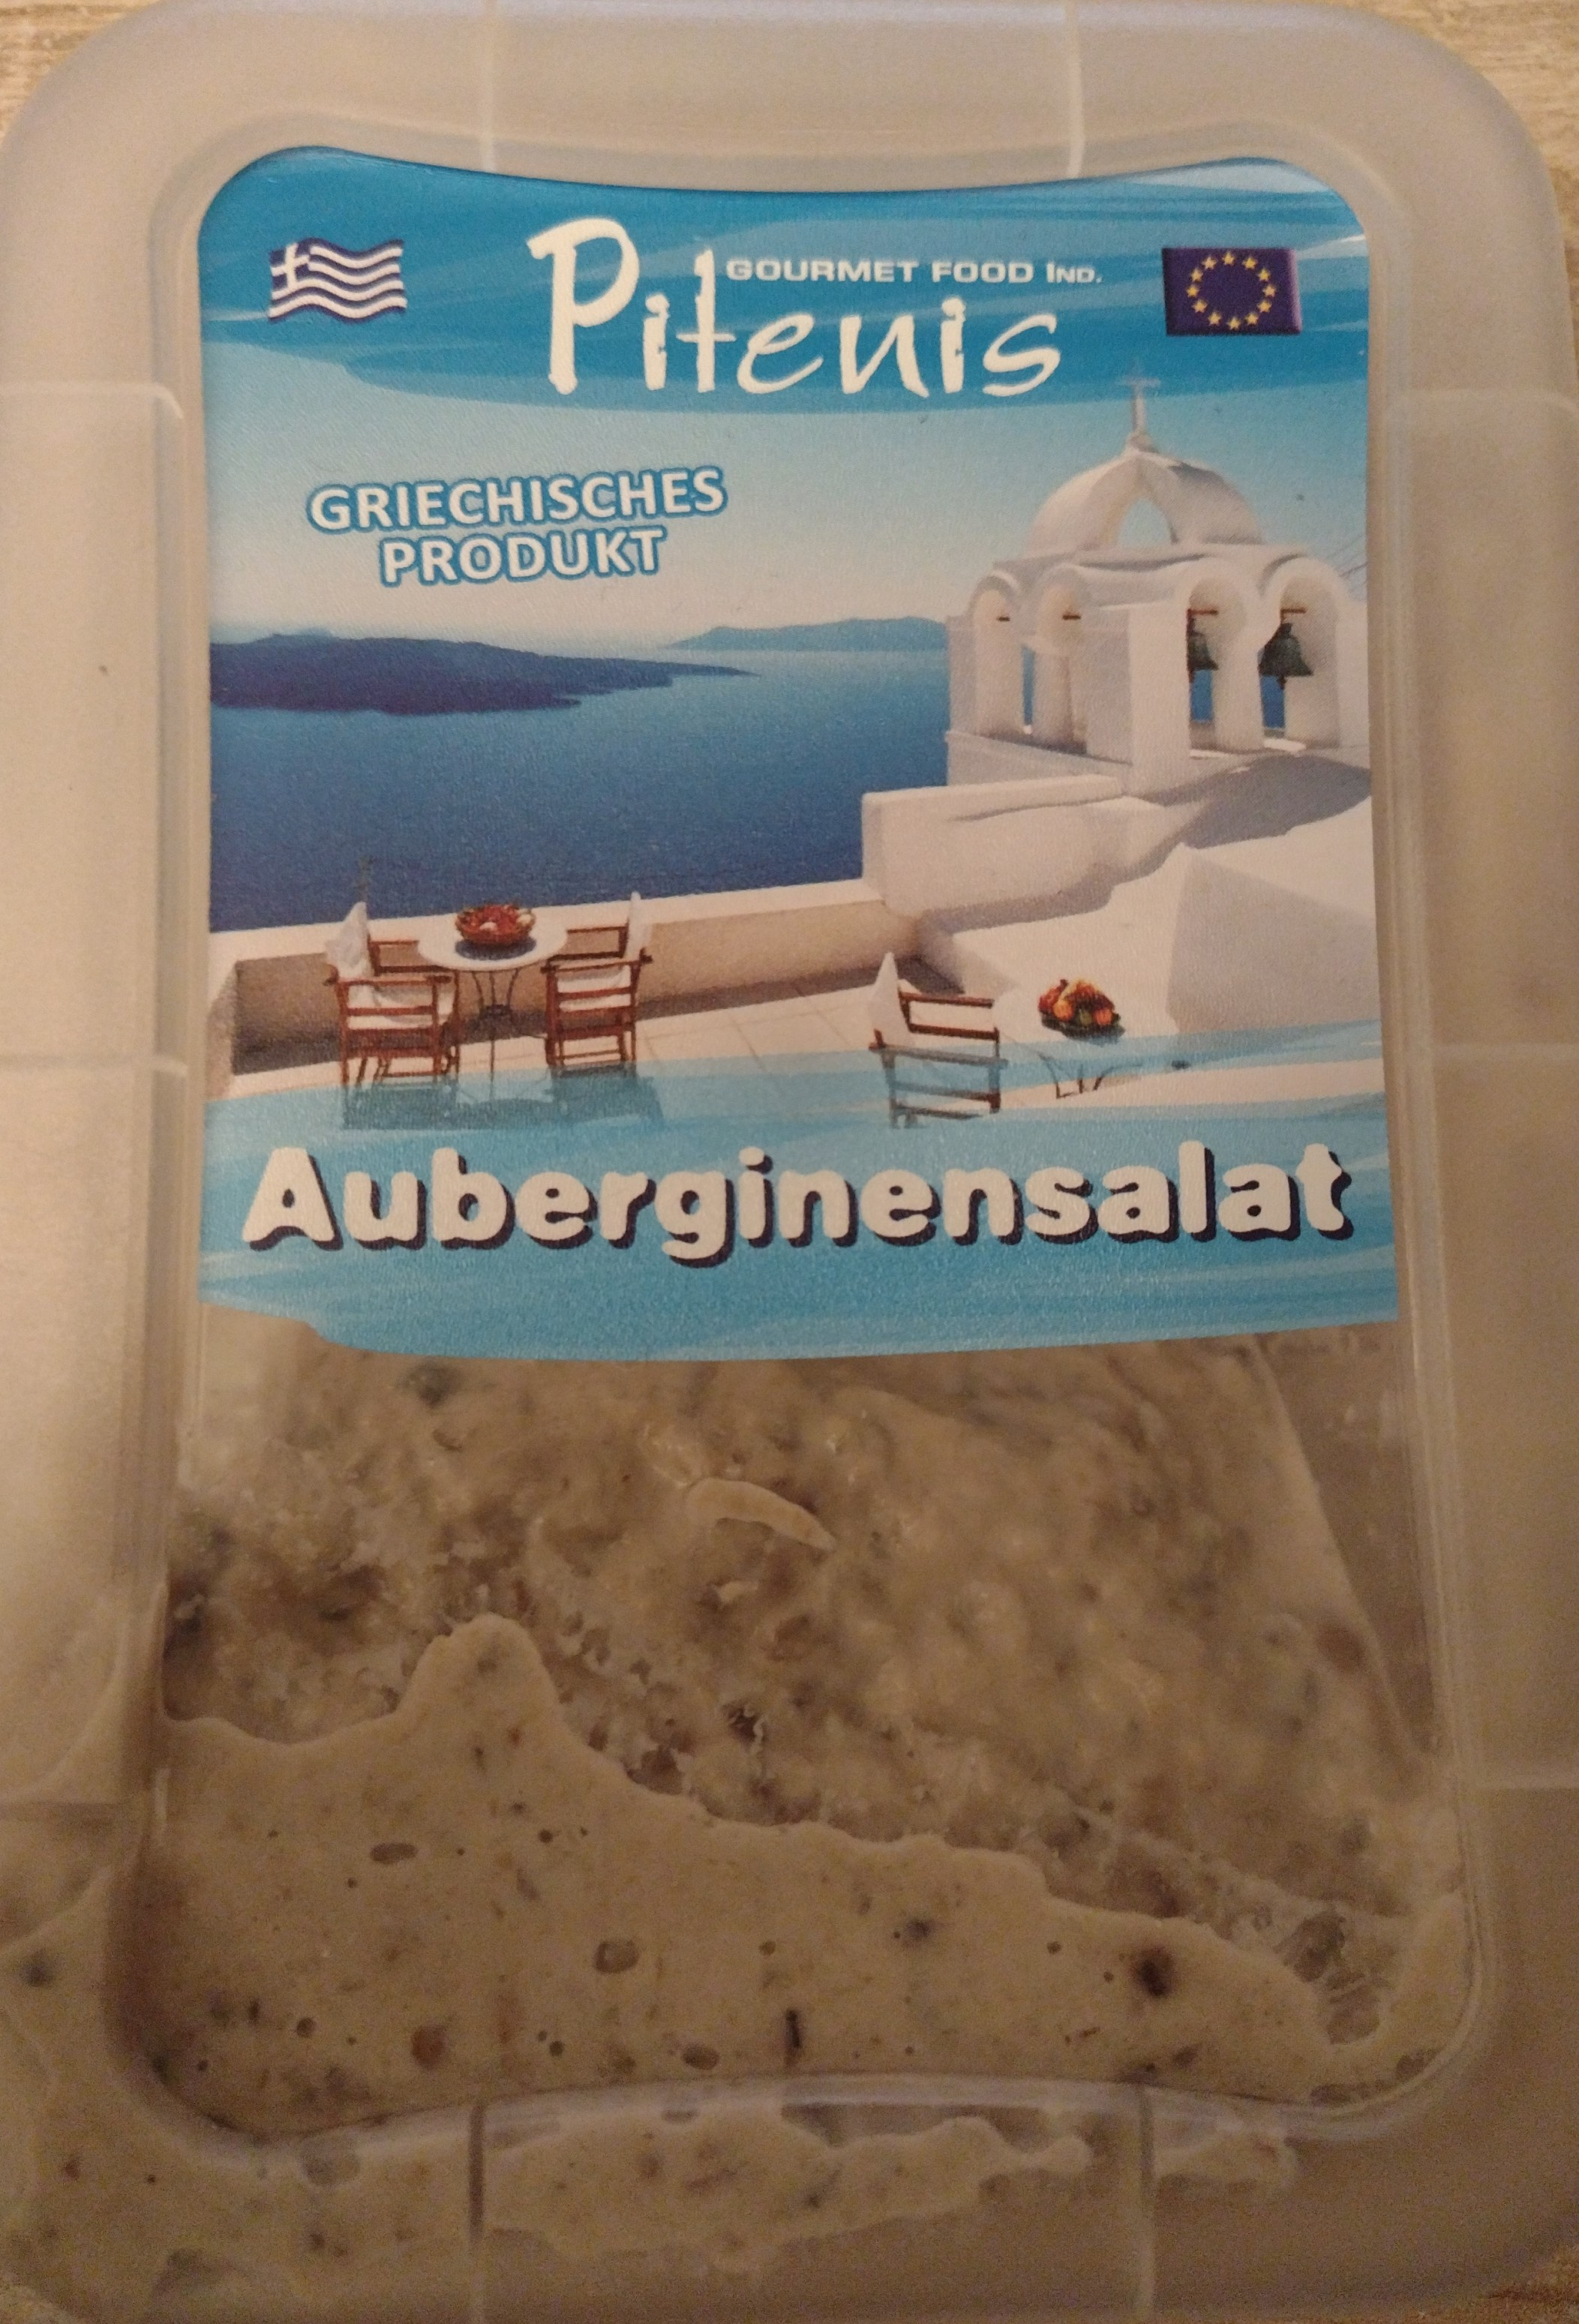 GOURMET FOOD IND.
Pitenis
GRIECHISCHES
PRODUKT
Auberginensalat